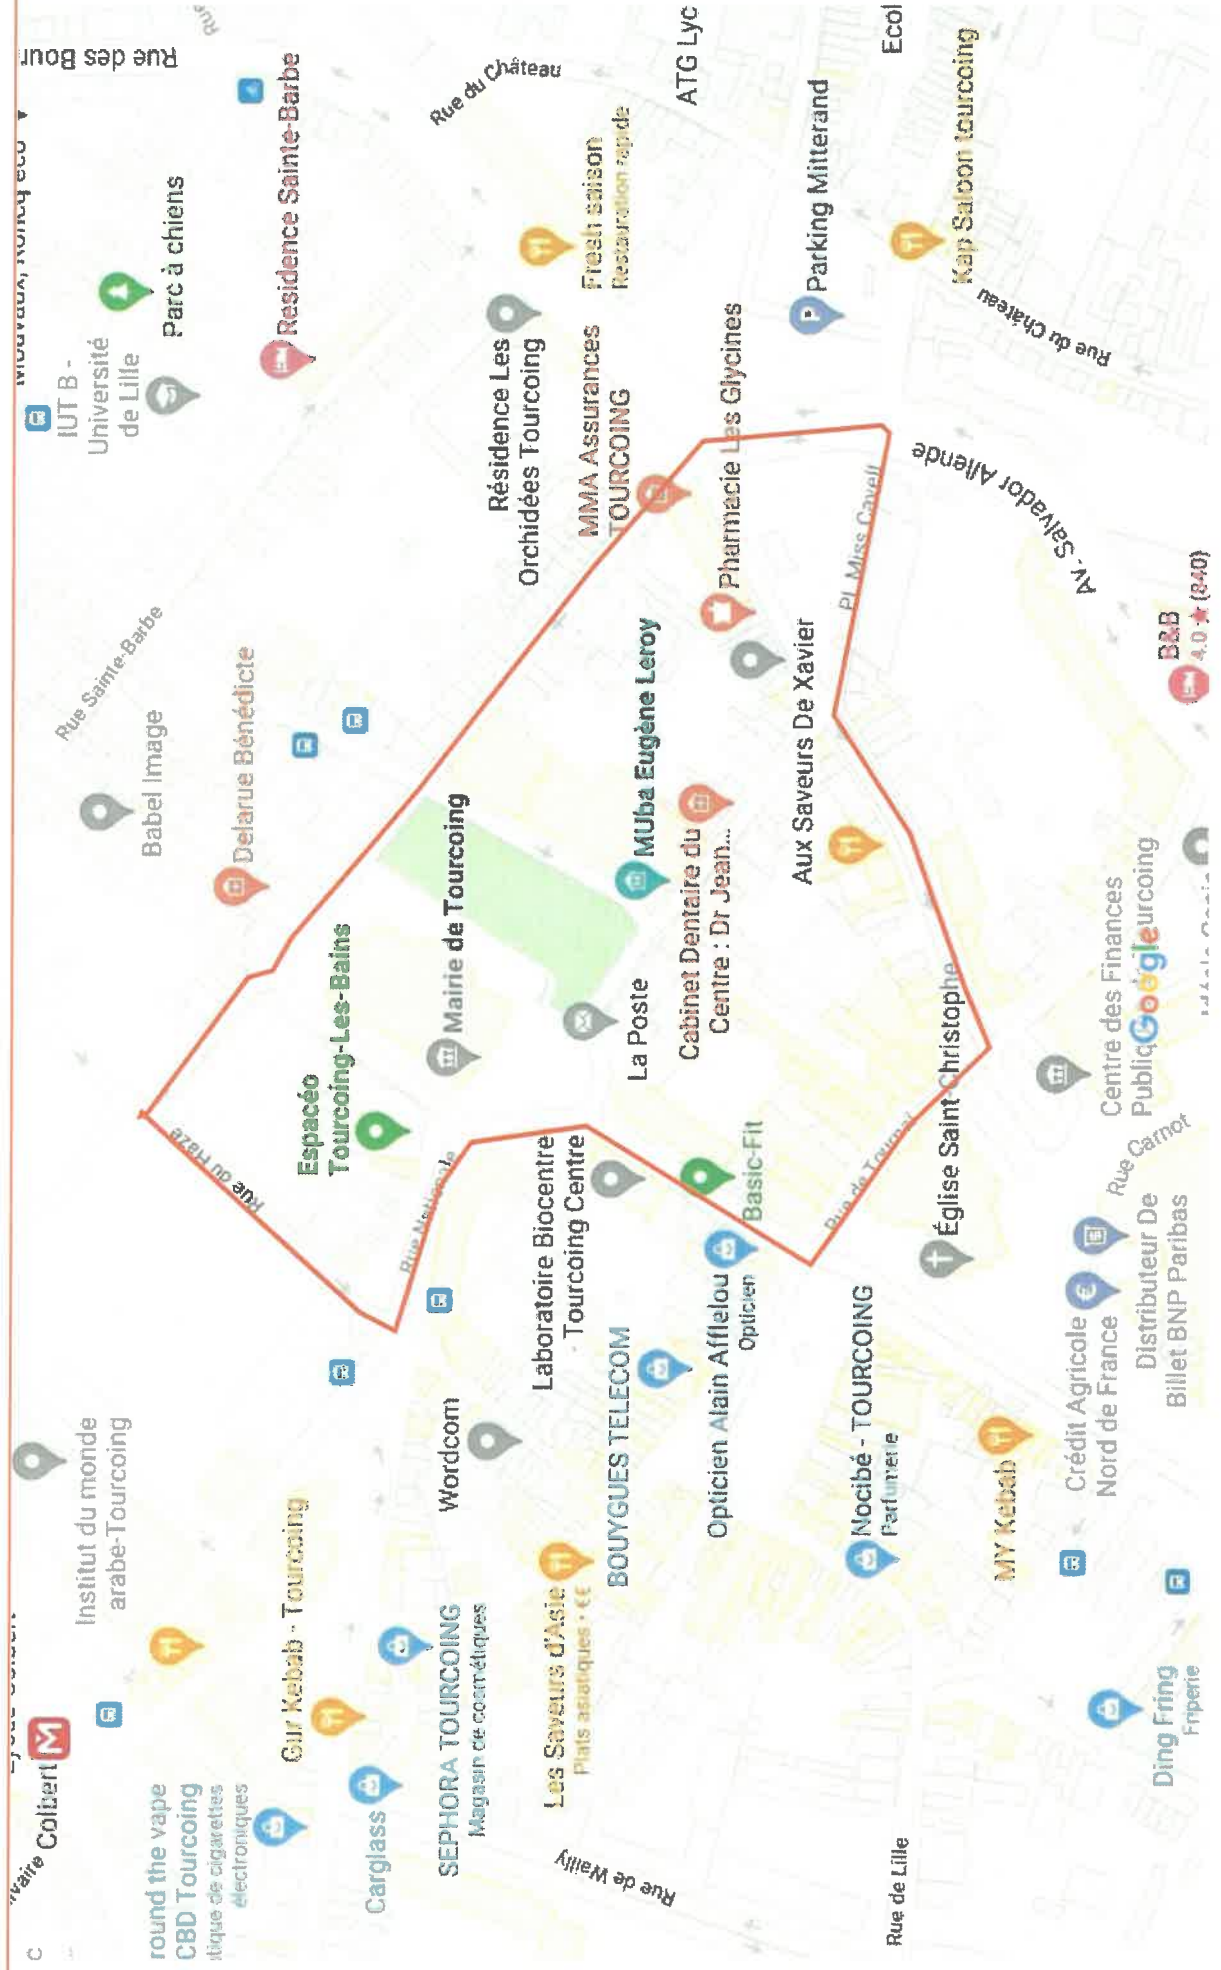 Colbert
Institut du monde
arabe-Tourcoing
IUT B -
Université
de Lille
Parc à chiens
Rue des Bour
Babel Image
Rue Sainte-Barbe
round the vape
CBD Tourcoing
électroniques
Rue du Haze
Delarue Bénédicte
Residence Sainte-Barbe
Gur Kebab - Tourcoing
Espacéo
Tourcoing-Les-Bains
Carglass
Rue Nationale
Mairie de Tourcoing
Rue du Château
SEPHORA TOURCOING
Magasin de cosmétiques
Wordcom
Résidence Les
Orchidées Tourcoing
Les Saveurs d'Asie
Plats asiatiques • €€
Laboratoire Biocentre
- Tourcoing Centre
MMA Assurances
TOURCOING
Fresh saison
Restauration rapide
Rue de Wailly
BOUYGUES TELECOM
La Poste
MUba Eugène Leroy
ATG Lyc
Opticien Alain Afflelou
Opticien
Basic-Fit
Cabinet Dentaire du
Centre : Dr Jean...
Pharmacie Les Glycines
Parking Mitterand
Aux Saveurs De Xavier
Pl. Miss Cavell
Rue de Tournai
Nocibé - TOURCOING
Parfumerie
Rue de Lille
Ecol
Kap Saloon tourcoing
Église Saint-Christophe
Av. Salvador Allende
Rue du Château
MY Kebab
Crédit Agricole
Nord de France
Rue Carnot
Centre des Finances
Google
Distributeur De
Billet BNP Paribas
Ding Fring
Friperie
B&B
4.0 ★ (840)